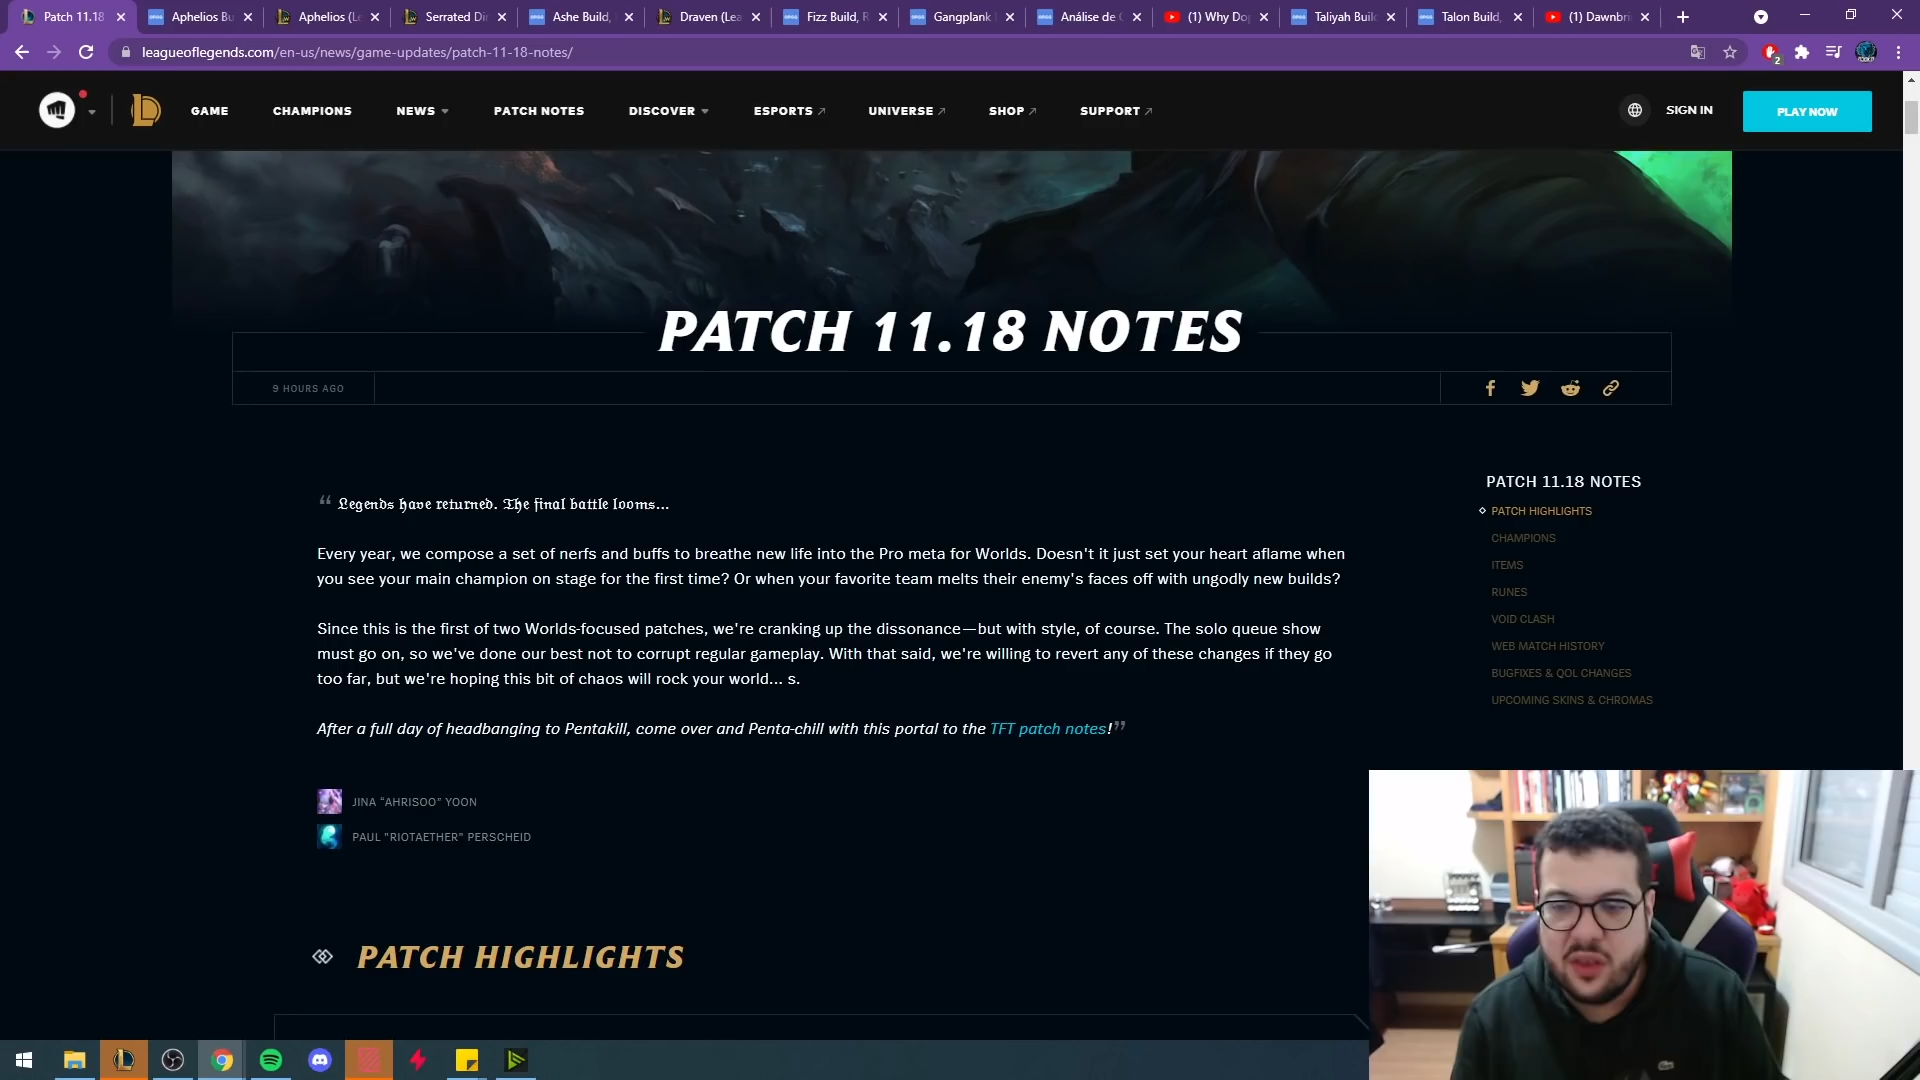 Patch 11.18
Aphelios Bu
Aphelios (Le
Serrated Dir
Ashe Build,
Draven (Lea
Fizz Build, R
Gangplank
Análise de C
(1) Why Do
Taliyah Buil
Talon Build,
(1) Dawnbri
leagueoflegends.com/en-us/news/game-updates/patch-11-18-notes/
2
GAME
CHAMPIONS
NEWS
PATCH NOTES
DISCOVER
ESPORTS
UNIVERSE
SHOP
SUPPORT
SIGN IN
PLAY NOW
PATCH 11.18 NOTES
9 HOURS AGO
“ Legends have returned. The final battle looms...
Every year, we compose a set of nerfs and buffs to breathe new life into the Pro meta for Worlds. Doesn't it just set your heart aflame when
you see your main champion on stage for the first time? Or when your favorite team melts their enemy's faces off with ungodly new builds?
Since this is the first of two Worlds-focused patches, we're cranking up the dissonance—but with style, of course. The solo queue show
must go on, so we've done our best not to corrupt regular gameplay. With that said, we're willing to revert any of these changes if they go
too far, but we're hoping this bit of chaos will rock your world... s.
After a full day of headbanging to Pentakill, come over and Penta-chill with this portal to the TFT patch notes!”
JINA “AHRISOO” YOON
PAUL "RIOTAETHER" PERSCHEID
PATCH HIGHLIGHTS
PATCH 11.18 NOTES
PATCH HIGHLIGHTS
CHAMPIONS
ITEMS
RUNES
VOID CLASH
WEB MATCH HISTORY
BUGFIXES & QOL CHANGES
UPCOMING SKINS & CHROMAS